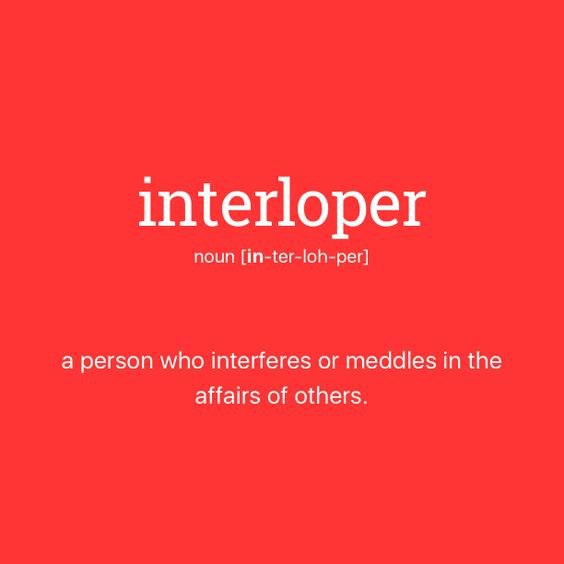 interloper
noun [in-ter-loh-per]
a person who interferes or meddles in the
affairs of others.